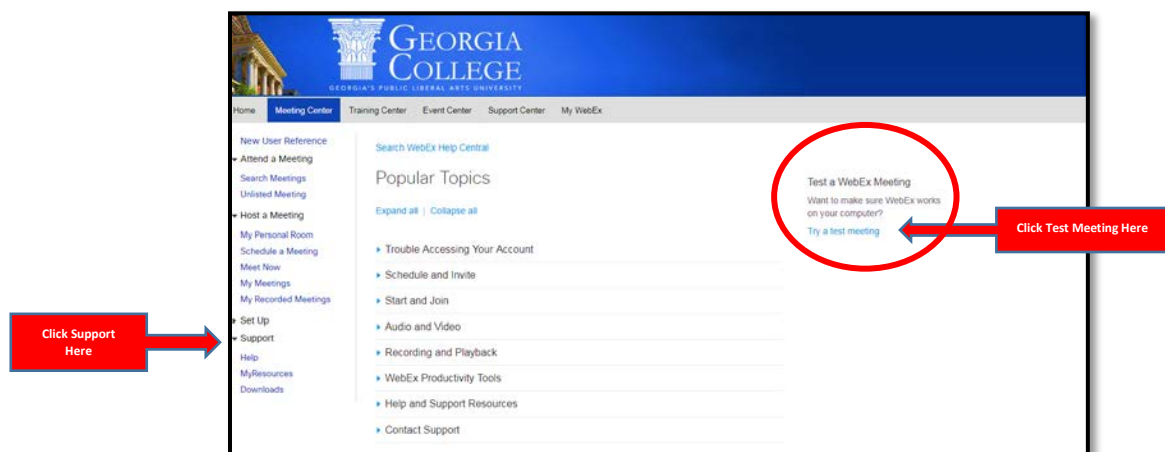 GEORGIA
COLLEGE
GEORGIA'S PUBLIC LIBERAL ARTS UNIVERSITY
Home Meeting Center Training Center Event Center Support Center My WebEx
New User Reference
Attend a Meeting
Search Meetings
Unlisted Meeting
Host a Meeting
My Personal Room
Schedule a Meeting
Meet Now
My Meetings
My Recorded Meetings
Set Up
Support
Help
MyResources
Downloads
Search WebEx Help Central
Popular Topics
Expand all | Collapse all
Trouble Accessing Your Account
Schedule and Invite
Start and Join
Audio and Video
Recording and Playback
WebEx Productivity Tools
Help and Support Resources
Contact Support
Test a WebEx Meeting
Want to make sure WebEx works
on your computer?
Try a test meeting
Click Test Meeting Here
Click Support
Here